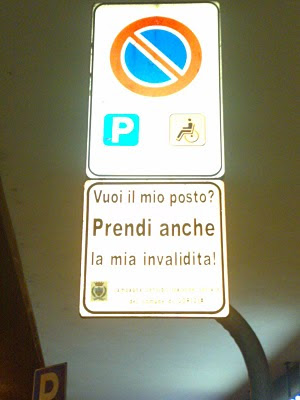 P
Vuoi il mio posto?
Prendi anche
la mia invalidita!
P